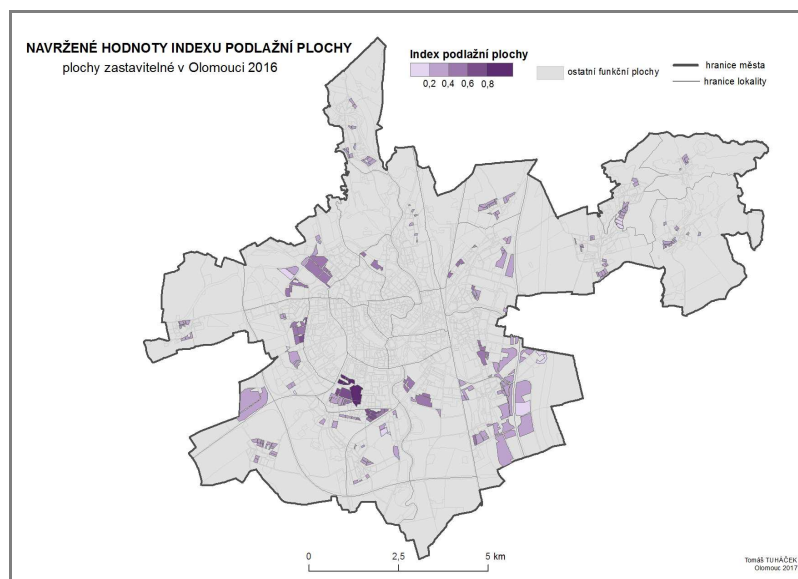 NAVRŽENÉ HODNOTY INDEXU PODLAŽNÍ PLOCHY
plochy zastavitelné v Olomouci 2016
Index podlažní plochy
0,2 0,4 0,6 0,8
ostatní funkční plochy
hranice města
hranice lokality
0 2,5 5 km
Tomáš TUHÁČEK
Olomouc 2017